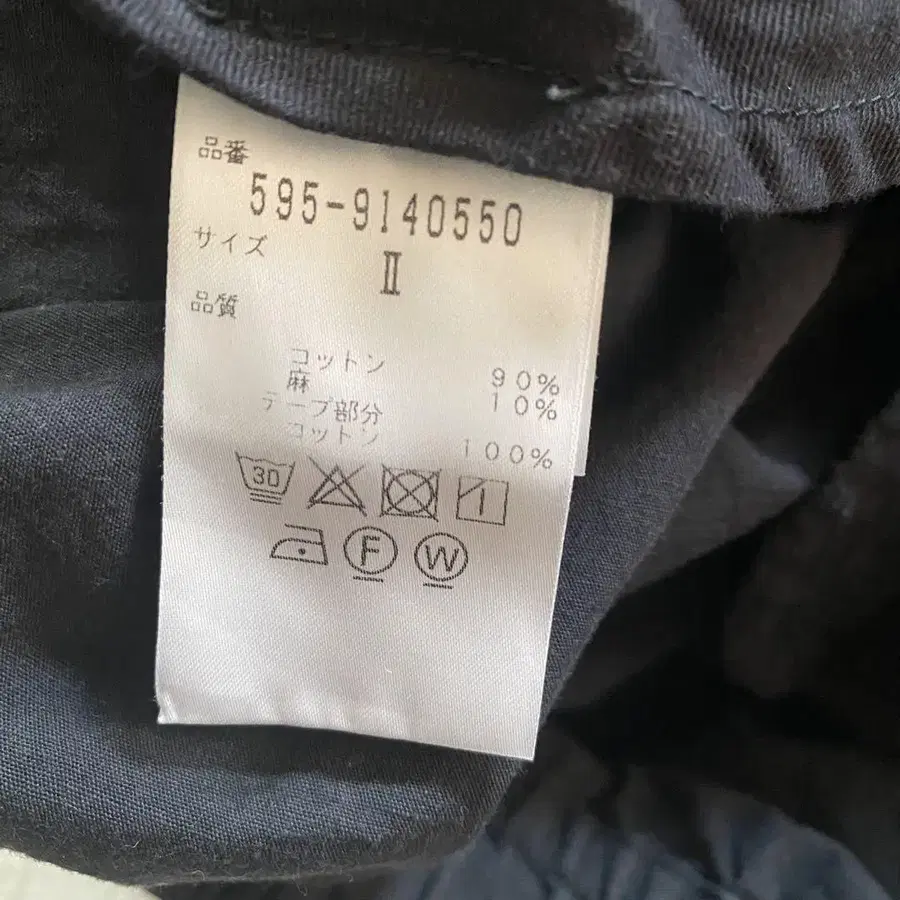 品番
595-9140550
サイズ
Ⅱ
品質
コットン 90%
麻 10%
テープ部分
コットン 100%
30
F W